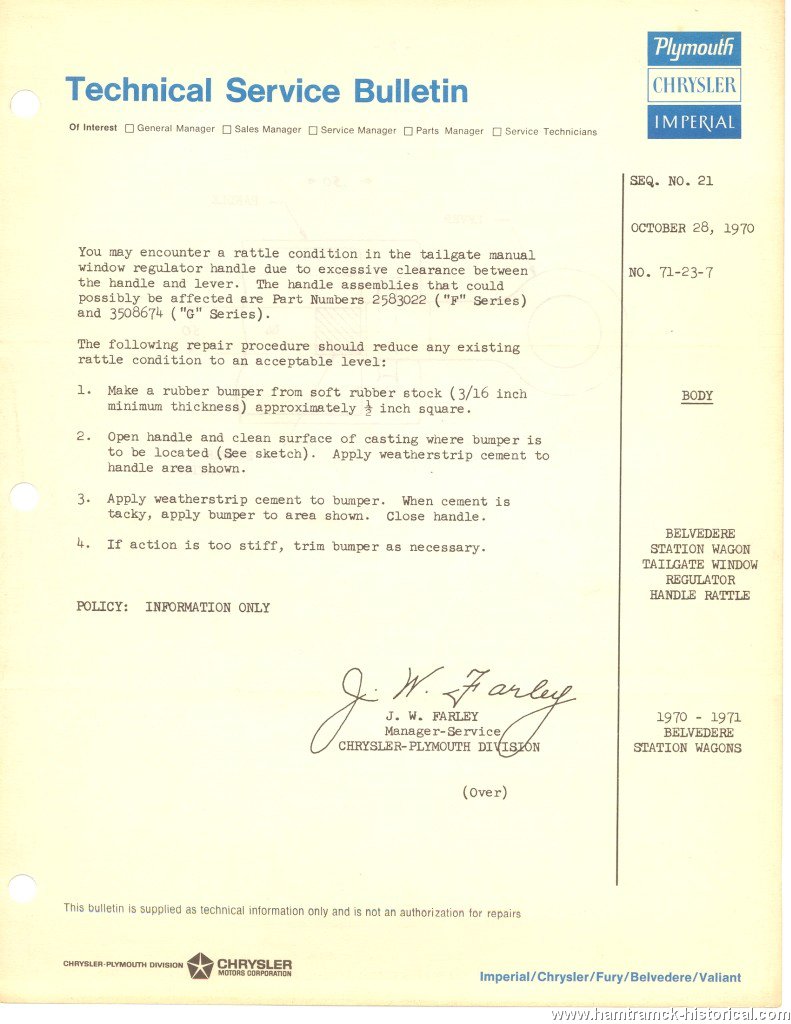 Plymouth
CHRYSLER
IMPERIAL
Technical Service Bulletin
Of Interest □ General Manager □ Sales Manager □ Service Manager □ Parts Manager □ Service Technicians
SEQ. NO. 21
OCTOBER 28, 1970
NO. 71-23-7
You may encounter a rattle condition in the tailgate manual
window regulator handle due to excessive clearance between
the handle and lever. The handle assemblies that could
possibly be affected are Part Numbers 2583022 ("F" Series)
and 3508674 ("G" Series).
The following repair procedure should reduce any existing
rattle condition to an acceptable level:
1. Make a rubber bumper from soft rubber stock (3/16 inch
minimum thickness) approximately ½ inch square.
2. Open handle and clean surface of casting where bumper is
to be located (See sketch). Apply weatherstrip cement to
handle area shown.
3. Apply weatherstrip cement to bumper. When cement is
tacky, apply bumper to area shown. Close handle.
4. If action is too stiff, trim bumper as necessary.
POLICY: INFORMATION ONLY
BODY
BELVEDERE
STATION WAGON
TAILGATE WINDOW
REGULATOR
HANDLE RATTLE
J. W. Farley
J. W. FARLEY
Manager-Service
CHRYSLER-PLYMOUTH DIVISION
(Over)
1970 - 1971
BELVEDERE
STATION WAGONS
This bulletin is supplied as technical information only and is not an authorization for repairs
CHRYSLER-PLYMOUTH DIVISION CHRYSLER
MOTORS CORPORATION
Imperial/Chrysler/Fury/Belvedere/Valiant
www.hamtramck-historical.com